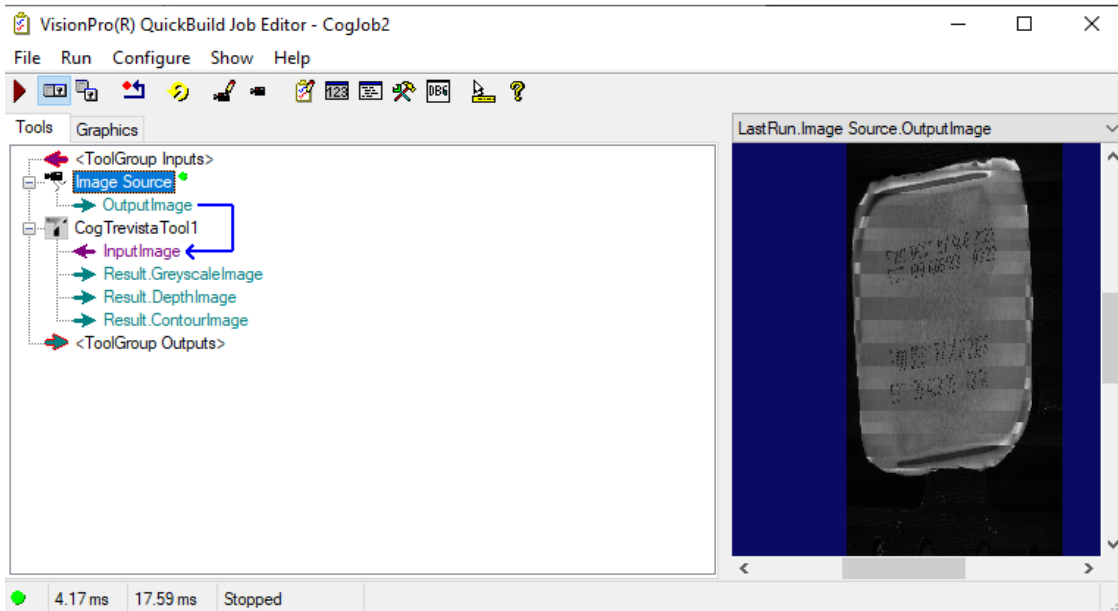 VisionPro(R) QuickBuild Job Editor - CogJob2
File Run Configure Show Help
123 DBG ?
Tools Graphics
<ToolGroup Inputs>
Image Source
OutputImage
CogTrevistaTool1
InputImage
Result.GreyscaleImage
Result.DepthImage
Result.ContourImage
<ToolGroup Outputs>
LastRun.Image Source.OutputImage
4.17 ms 17.59 ms Stopped